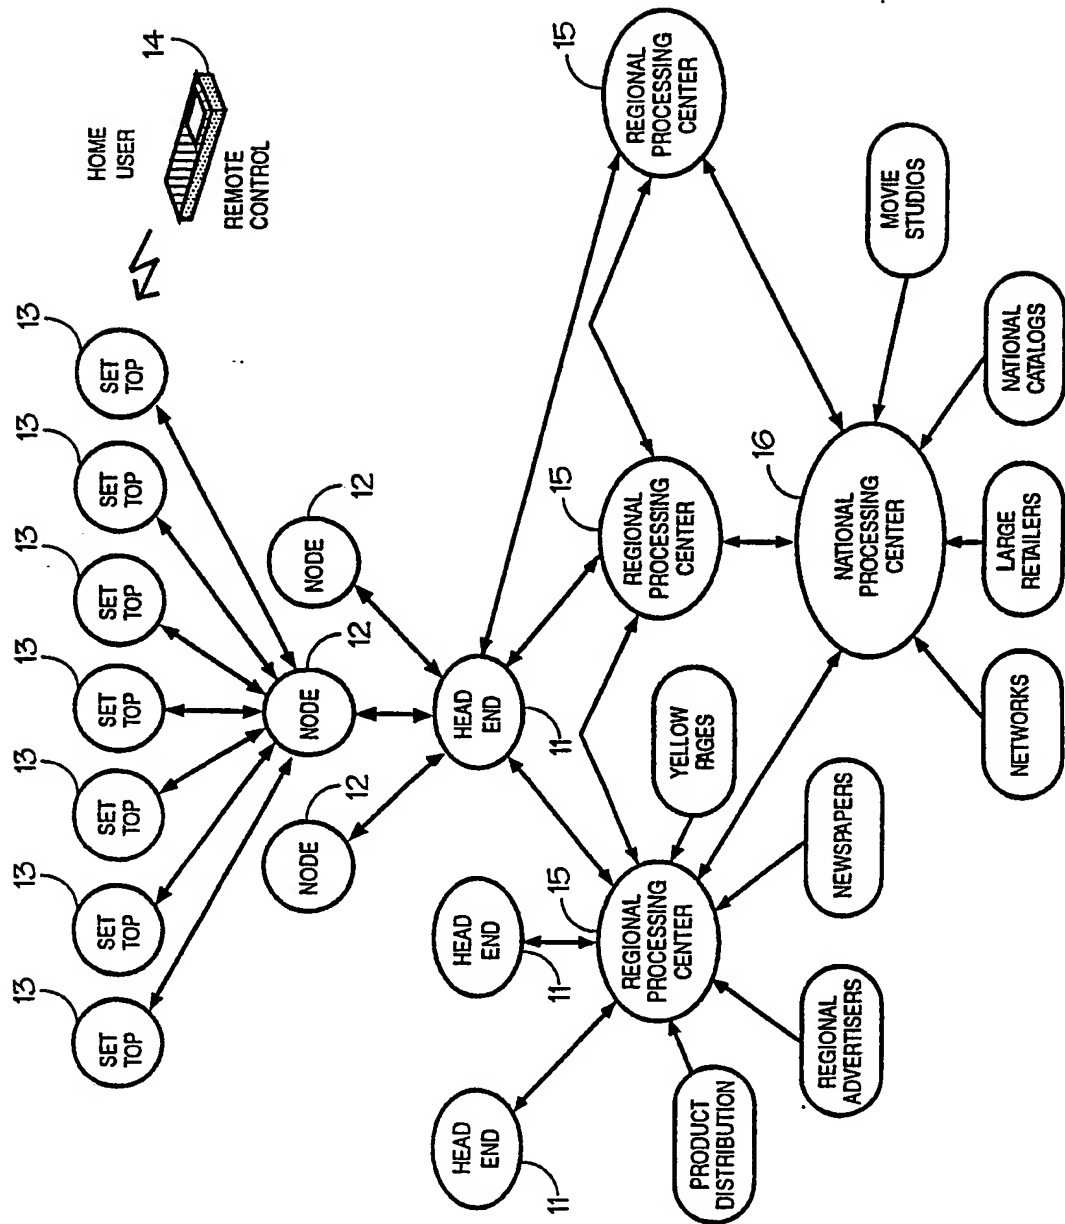 13
13
13
13
13
13
13
SET
TOP
SET
TOP
SET
TOP
SET
TOP
SET
TOP
SET
TOP
SET
TOP
HOME
USER
14
REMOTE
CONTROL
12
12
12
NODE
NODE
NODE
HEAD
END
HEAD
END
HEAD
END
11
11
11
15
15
15
REGIONAL
PROCESSING
CENTER
REGIONAL
PROCESSING
CENTER
REGIONAL
PROCESSING
CENTER
YELLOW
PAGES
PRODUCT
DISTRIBUTION
16
REGIONAL
ADVERTISERS
NEWSPAPERS
NATIONAL
PROCESSING
CENTER
MOVIE
STUDIOS
NETWORKS
LARGE
RETAILERS
NATIONAL
CATALOGS